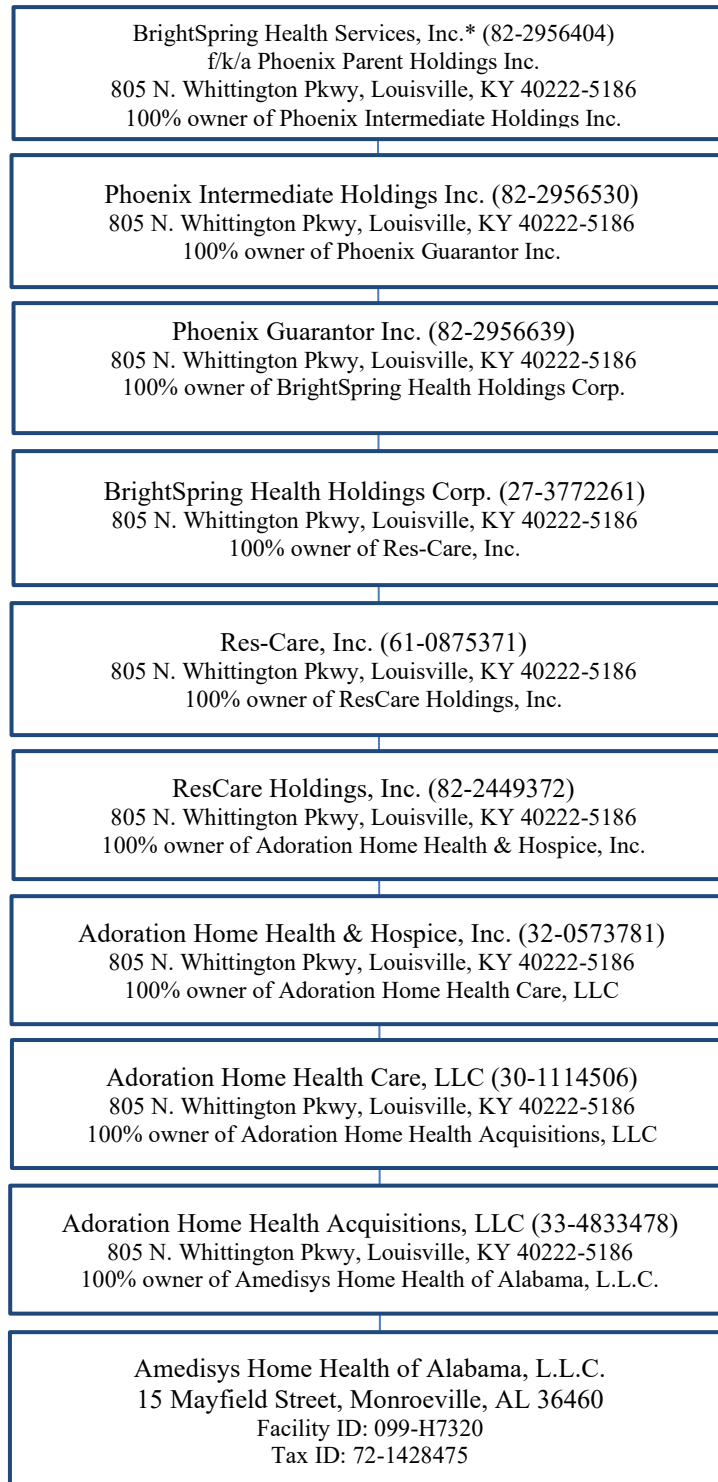 BrightSpring Health Services, Inc.* (82-2956404)
f/k/a Phoenix Parent Holdings Inc.
805 N. Whittington Pkwy, Louisville, KY 40222-5186
100% owner of Phoenix Intermediate Holdings Inc.
Phoenix Intermediate Holdings Inc. (82-2956530)
805 N. Whittington Pkwy, Louisville, KY 40222-5186
100% owner of Phoenix Guarantor Inc.
Phoenix Guarantor Inc. (82-2956639)
805 N. Whittington Pkwy, Louisville, KY 40222-5186
100% owner of BrightSpring Health Holdings Corp.
BrightSpring Health Holdings Corp. (27-3772261)
805 N. Whittington Pkwy, Louisville, KY 40222-5186
100% owner of Res-Care, Inc.
Res-Care, Inc. (61-0875371)
805 N. Whittington Pkwy, Louisville, KY 40222-5186
100% owner of ResCare Holdings, Inc.
ResCare Holdings, Inc. (82-2449372)
805 N. Whittington Pkwy, Louisville, KY 40222-5186
100% owner of Adoration Home Health & Hospice, Inc.
Adoration Home Health & Hospice, Inc. (32-0573781)
805 N. Whittington Pkwy, Louisville, KY 40222-5186
100% owner of Adoration Home Health Care, LLC
Adoration Home Health Care, LLC (30-1114506)
805 N. Whittington Pkwy, Louisville, KY 40222-5186
100% owner of Adoration Home Health Acquisitions, LLC
Adoration Home Health Acquisitions, LLC (33-4833478)
805 N. Whittington Pkwy, Louisville, KY 40222-5186
100% owner of Amedisys Home Health of Alabama, L.L.C.
Amedisys Home Health of Alabama, L.L.C.
15 Mayfield Street, Monroeville, AL 36460
Facility ID: 099-H7320
Tax ID: 72-1428475